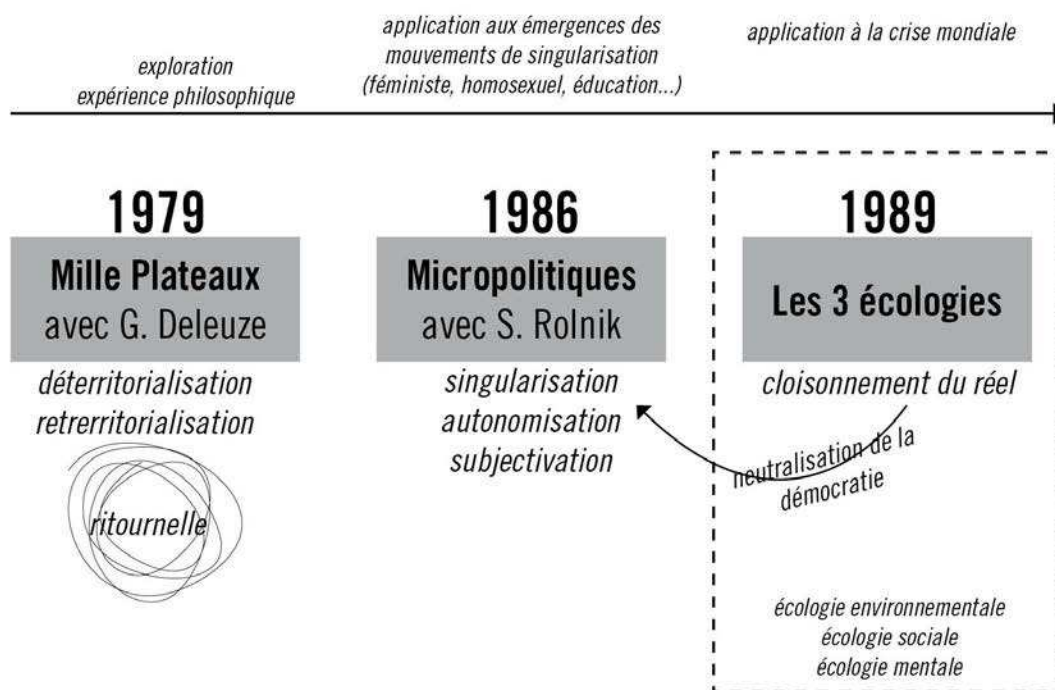 exploration
expérience philosophique
application aux émergences des
mouvements de singularisation
(féministe, homosexuel, éducation...)
application à la crise mondiale
1979
Mille Plateaux
avec G. Deleuze
déterritorialisation
retrerritorialisation
ritournelle
1986
Micropolitiques
avec S. Rolnik
singularisation
autonomisation
subjectivation
1989
Les 3 écologies
cloisonnement du réel
neutralisation de la
démocratie
écologie environnementale
écologie sociale
écologie mentale